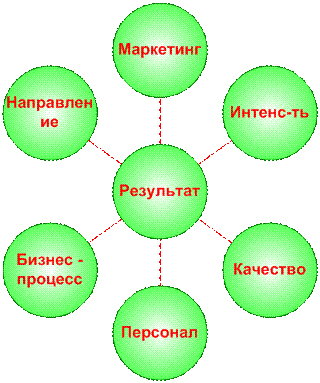 Маркетинг
Направлен
ие
Интенс-ть
Результат
Бизнес -
процесс
Качество
Персонал